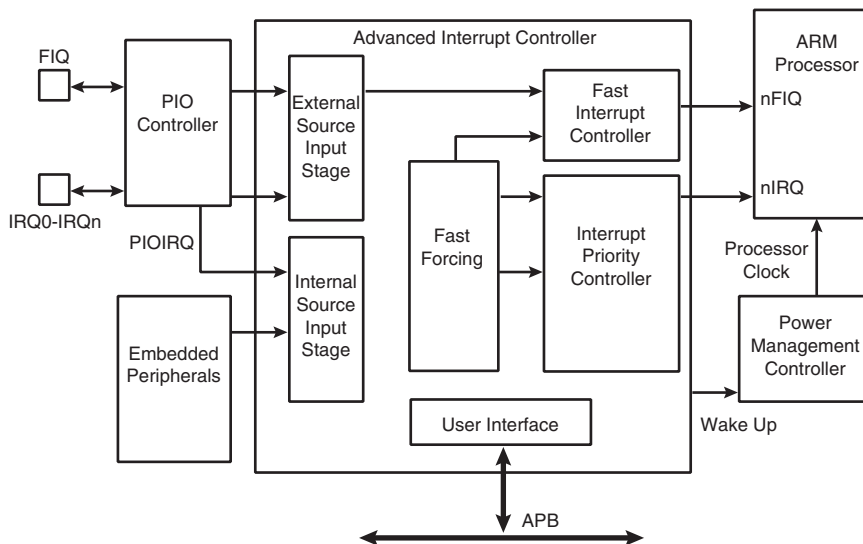 FIQ
IRQ0-IRQn
PIO
Controller
PIOIRQ
Embedded
Peripherals
Advanced Interrupt Controller
External
Source
Input
Stage
Internal
Source
Input
Stage
Fast
Forcing
Fast
Interrupt
Controller
Interrupt
Priority
Controller
User Interface
APB
ARM
Processor
nFIQ
nIRQ
Processor
Clock
Power
Management
Controller
Wake Up